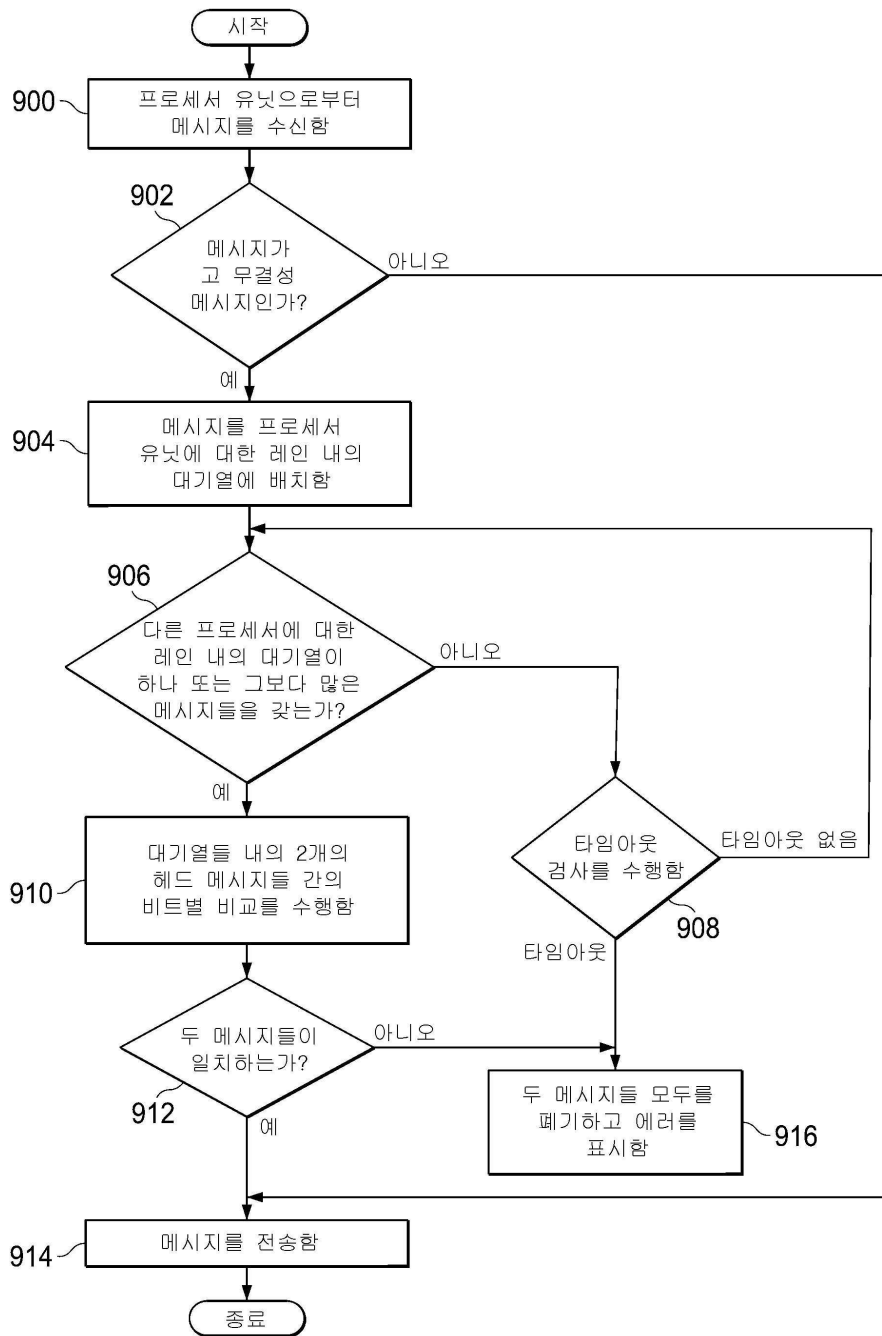 시작
900
프로세서 유닛으로부터
메시지를 수신함
902
메시지가
고 무결성
메시지인가?
아니오
예
904
메시지를 프로세서
유닛에 대한 레인 내의
대기열에 배치함
906
다른 프로세서에 대한
레인 내의 대기열이
하나 또는 그보다 많은
메시지들을 갖는가?
아니오
예
타임아웃
검사를 수행함
타임아웃 없음
908
타임아웃
910
대기열들 내의 2개의
헤드 메시지들 간의
비트별 비교를 수행함
두 메시지들이
일치하는가?
아니오
912
예
두 메시지들 모두를
폐기하고 에러를
표시함
916
914
메시지를 전송함
종료